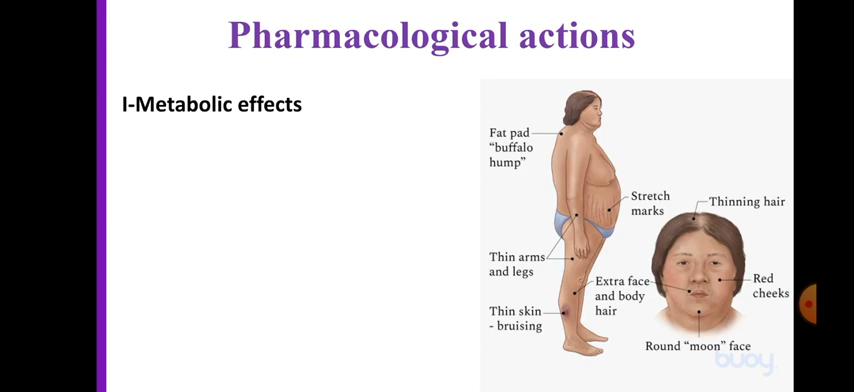 Pharmacological actions
I-Metabolic effects
Fat pad
"buffalo
hump"
Stretch
marks
Thinning hair
Thin arms
and legs
Extra face
and body
hair
Red
cheeks
Thin skin
- bruising
Round "moon" face
buoy